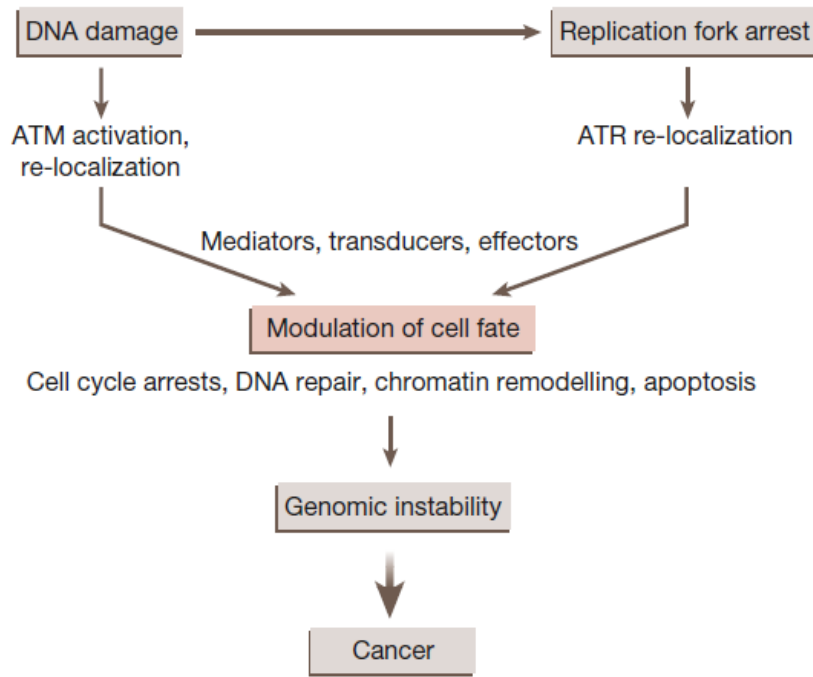 DNA damage
Replication fork arrest
ATM activation,
re-localization
ATR re-localization
Mediators, transducers, effectors
Modulation of cell fate
Cell cycle arrests, DNA repair, chromatin remodelling, apoptosis
Genomic instability
Cancer